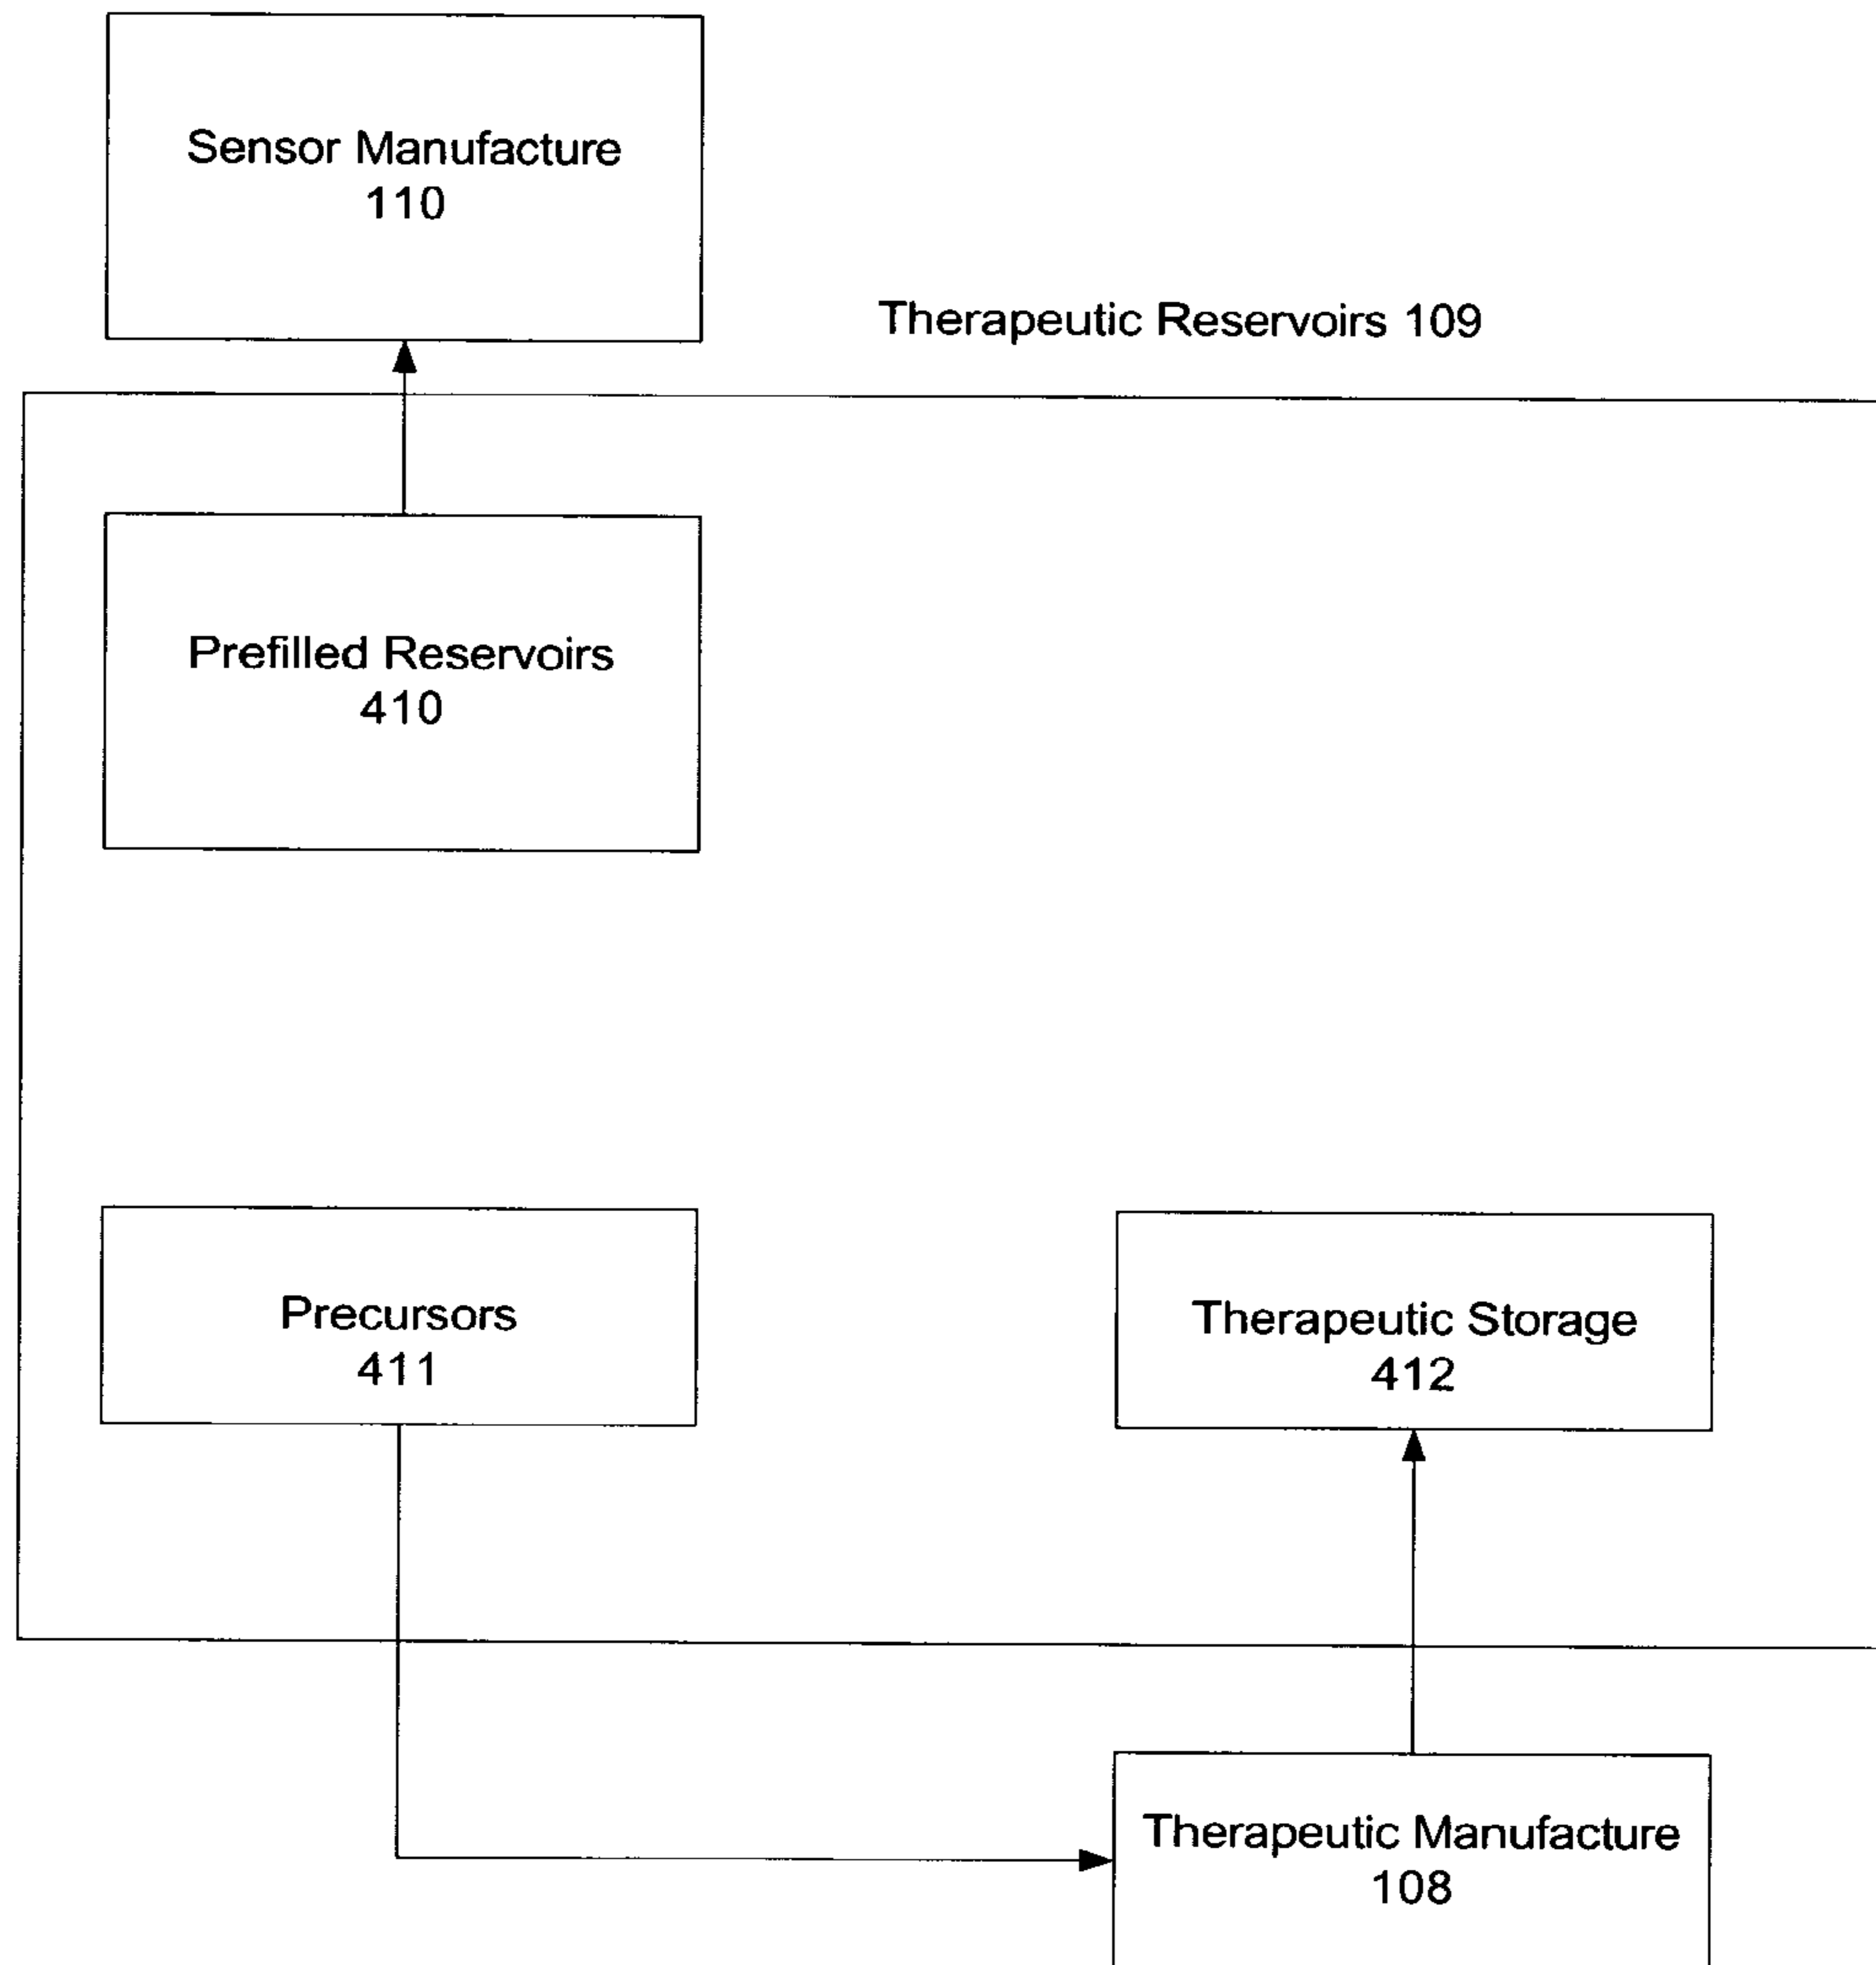 Sensor Manufacture
110
Therapeutic Reservoirs 109
Prefilled Reservoirs
410
Precursors
411
Therapeutic Storage
412
Therapeutic Manufacture
108